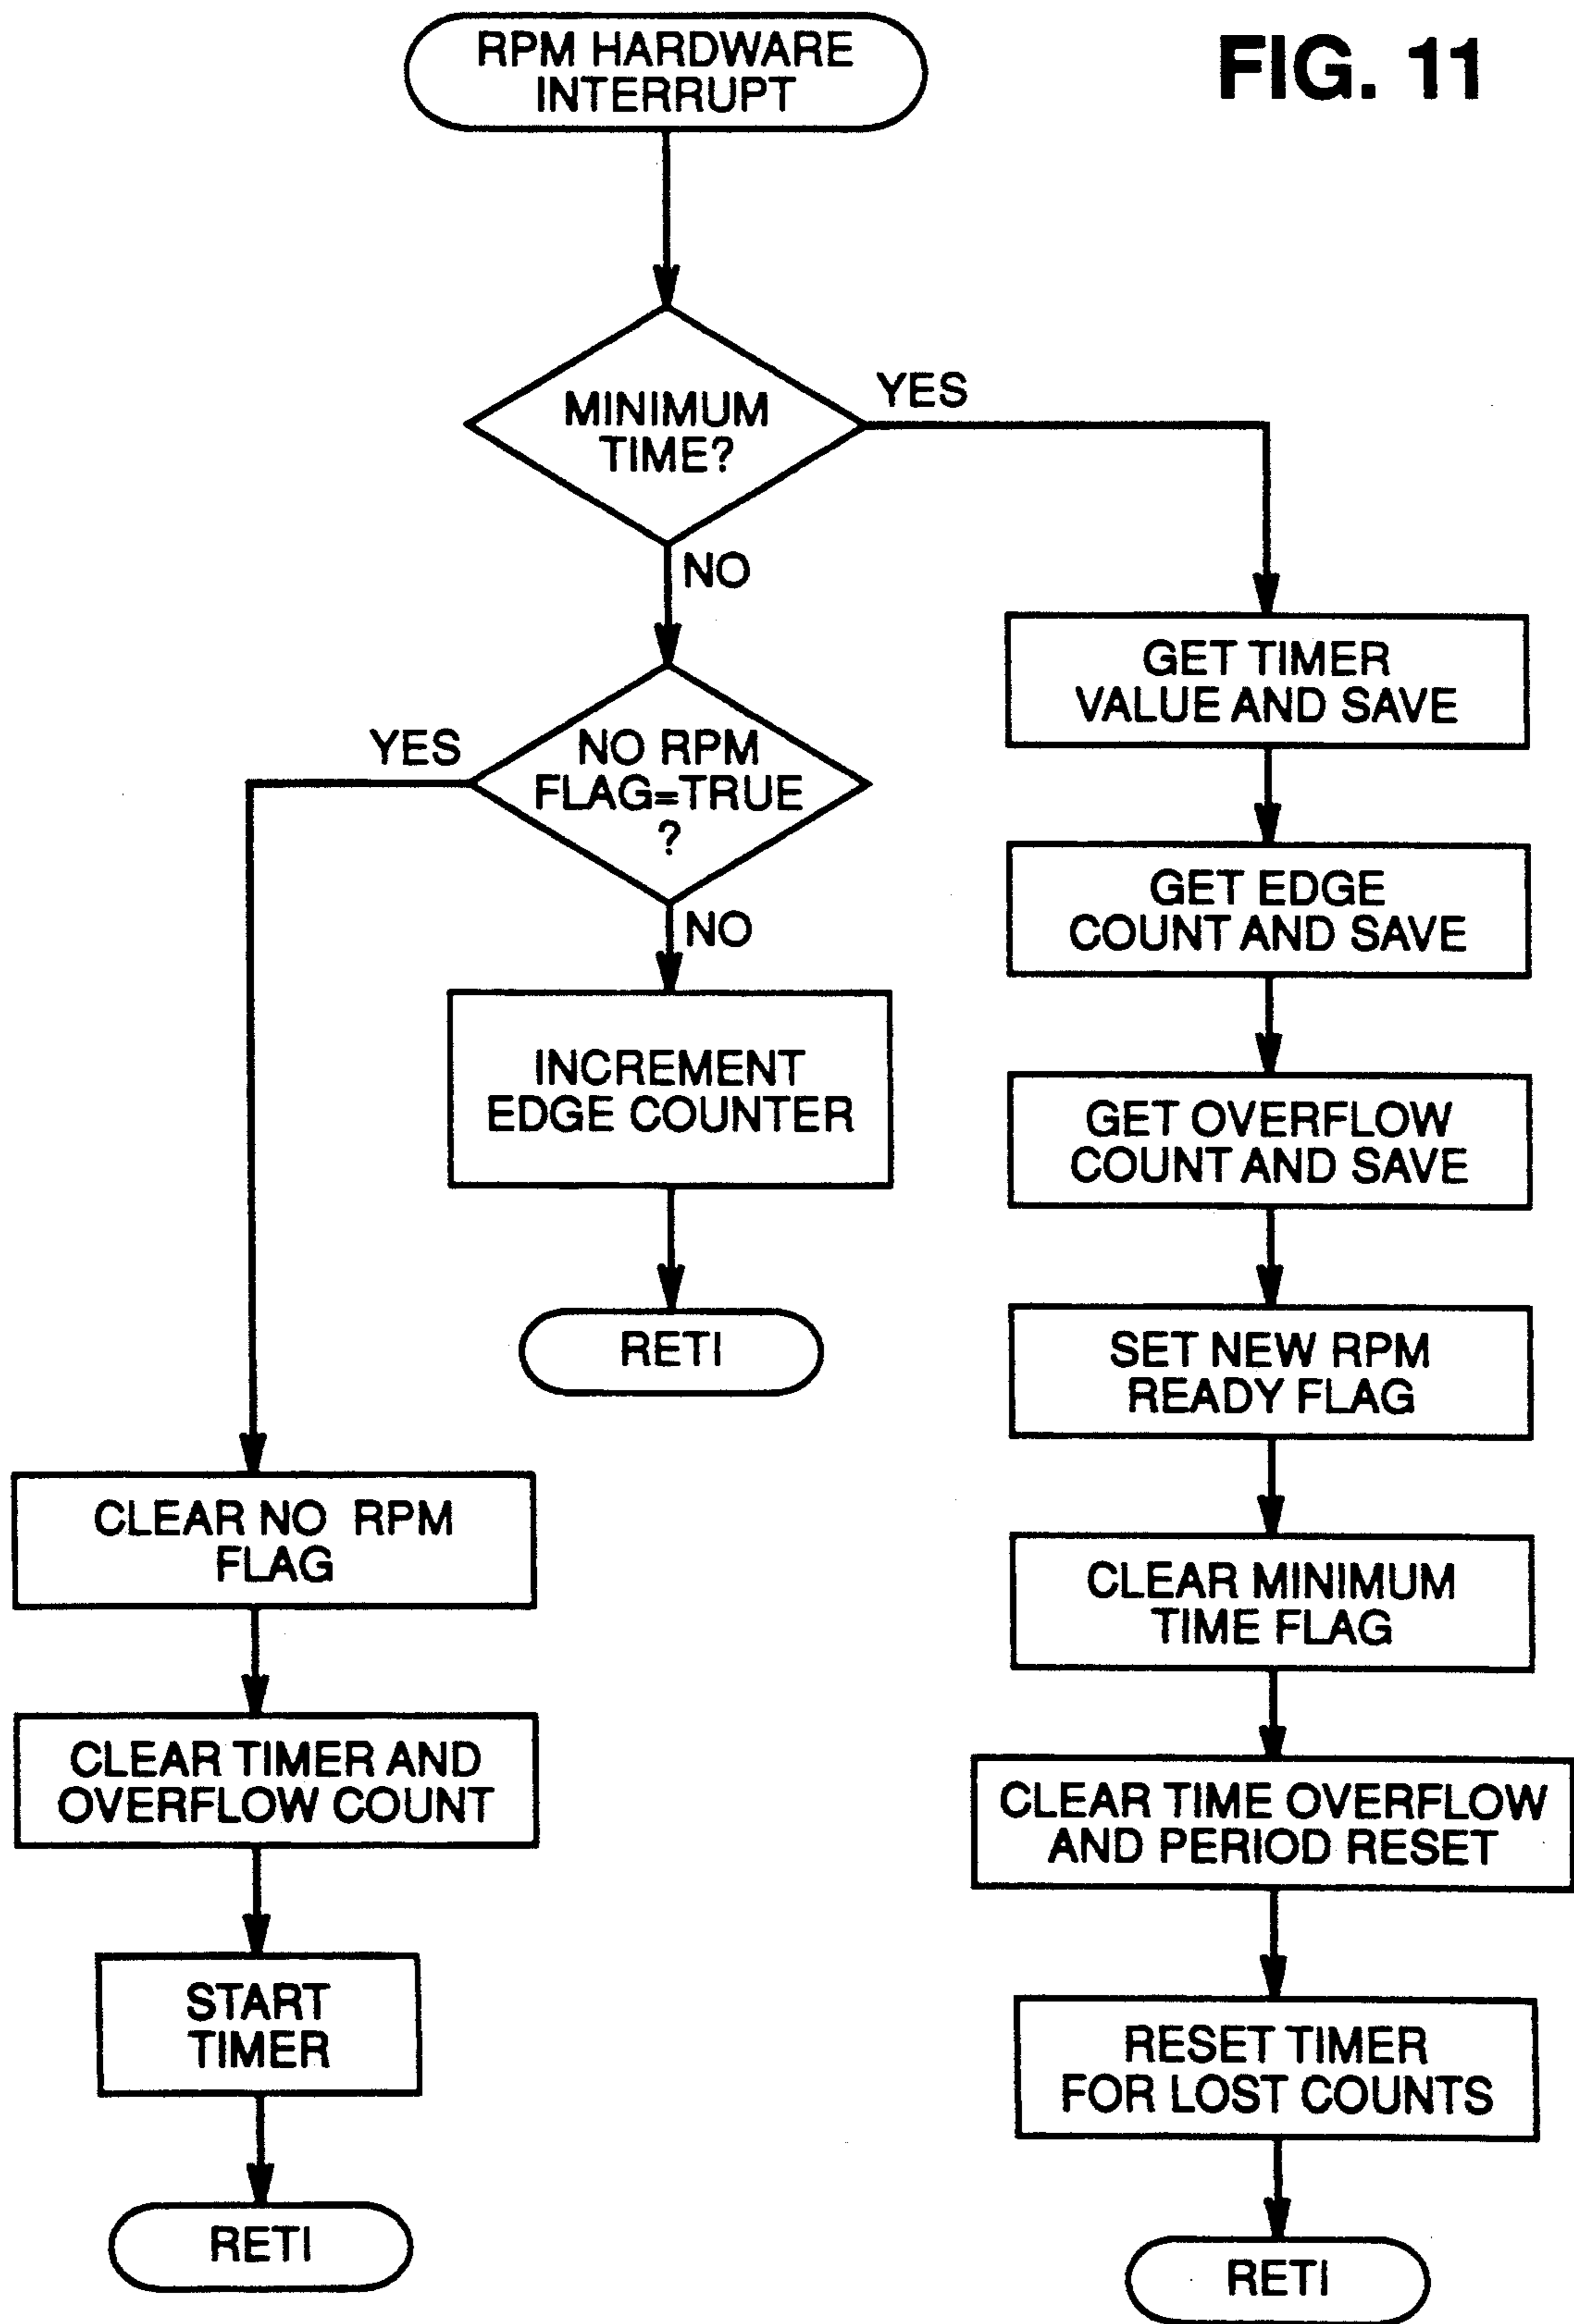 RPM HARDWARE
INTERRUPT
FIG. 11
MINIMUM
TIME?
YES
NO
NO RPM
FLAG=TRUE
?
YES
NO
INCREMENT
EDGE COUNTER
RETI
CLEAR NO RPM
FLAG
CLEAR TIMER AND
OVERFLOW COUNT
START
TIMER
RETI
GET TIMER
VALUE AND SAVE
GET EDGE
COUNT AND SAVE
GET OVERFLOW
COUNT AND SAVE
SET NEW RPM
READY FLAG
CLEAR MINIMUM
TIME FLAG
CLEAR TIME OVERFLOW
AND PERIOD RESET
RESET TIMER
FOR LOST COUNTS
RETI